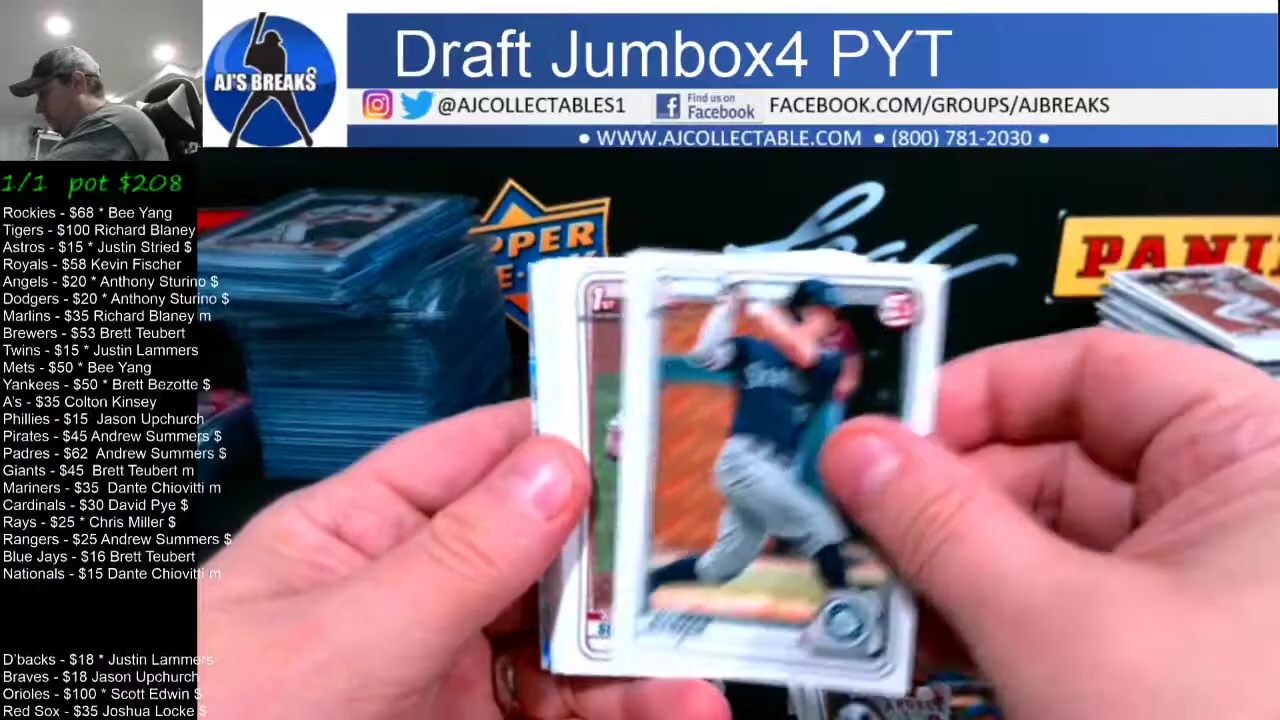 Draft Jumbox4 PYT
AJ'S BREAKS
@AJCOLLECTABLES1
Find us on
Facebook
FACEBOOK.COM/GROUPS/AJBREAKS
• WWW.AJCOLLECTABLE.COM • (800) 781-2030 •
1/1 pot $208
Rockies - $68 * Bee Yang
Tigers - $100 Richard Blaney
Astros - $15 * Justin Stried $
Royals - $58 Kevin Fischer
Angels - $20 * Anthony Sturino $
Dodgers - $20 * Anthony Sturino $
Marlins - $35 Richard Blaney m
Brewers - $53 Brett Teubert
Twins - $15 * Justin Lammers
Mets - $50 * Bee Yang
Yankees - $50 * Brett Bezotte $
A's - $35 Colton Kinsey
Phillies - $15 Jason Upchurch
Pirates - $45 Andrew Summers $
Padres - $62 Andrew Summers $
Giants - $45 Brett Teubert m
Mariners - $35 Dante Chiovitti m
Cardinals - $30 David Pye $
Rays - $25 * Chris Miller $
Rangers - $25 Andrew Summers $
Blue Jays - $16 Brett Teubert
Nationals - $15 Dante Chiovitti m
D'backs - $18 * Justin Lammers
Braves - $18 Jason Upchurch
Orioles - $100 * Scott Edwin $
Red Sox - $35 Joshua Locke $
PPER
PANI
1ST